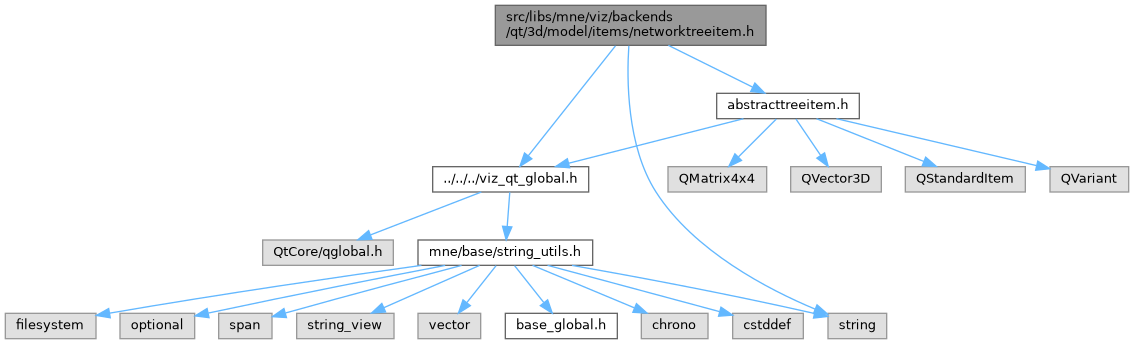 src/libs/mne/viz/backends
/qt/3d/model/items/networktreeitem.h
abstracttreeitem.h
../../../viz_qt_global.h
QMatrix4x4
QVector3D
QStandardItem
QVariant
QtCore/qglobal.h
mne/base/string_utils.h
filesystem
optional
span
string_view
vector
base_global.h
chrono
cstddef
string